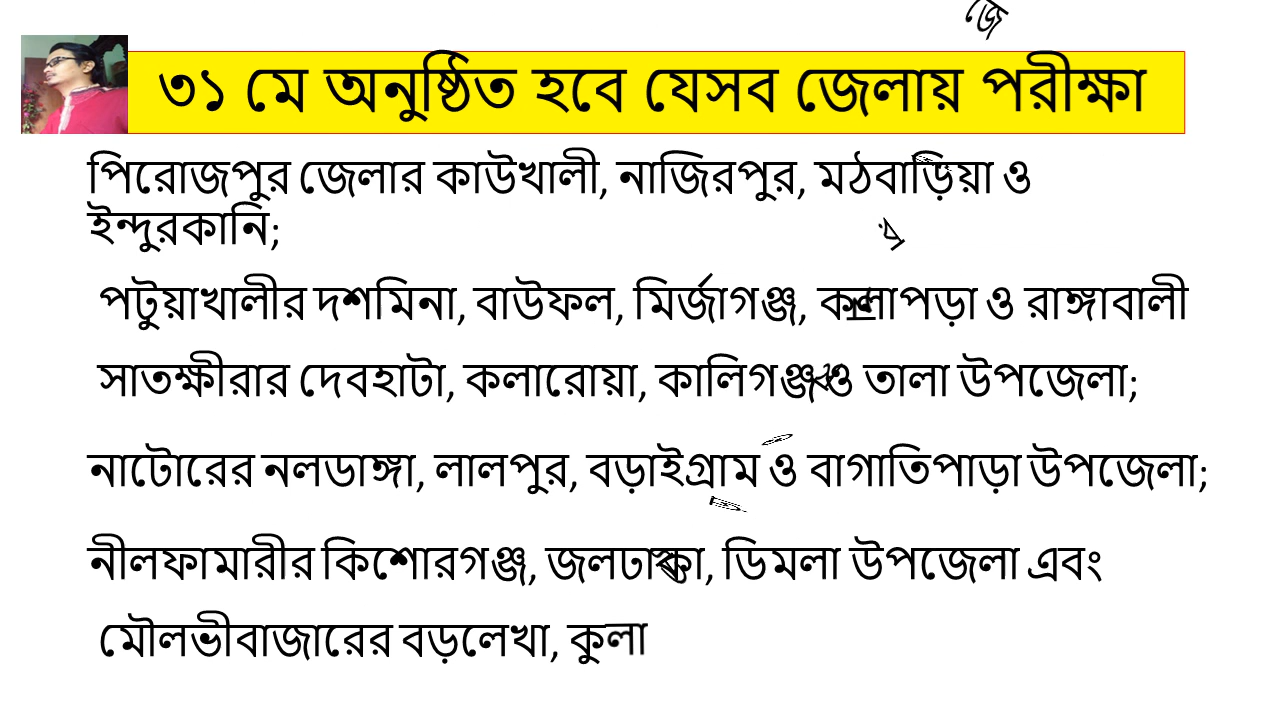 ৩১ মে অনুষ্ঠিত হবে যেসব জেলায় পরীক্ষা
পিরোজপুর জেলার কাউখালী, নাজিরপুর, মঠবাড়িয়া ও
ইন্দুরকানি;
পটুয়াখালীর দশমিনা, বাউফল, মির্জাগঞ্জ, কলাপড়া ও রাঙ্গাবালী
সাতক্ষীরার দেবহাটা, কলারোয়া, কালিগঞ্জ ও তালা উপজেলা;
নাটোরের নলডাঙ্গা, লালপুর, বড়াইগ্রাম ও বাগাতিপাড়া উপজেলা;
নীলফামারীর কিশোরগঞ্জ, জলঢাকা, ডিমলা উপজেলা এবং
মৌলভীবাজারের বড়লেখা, কুলা